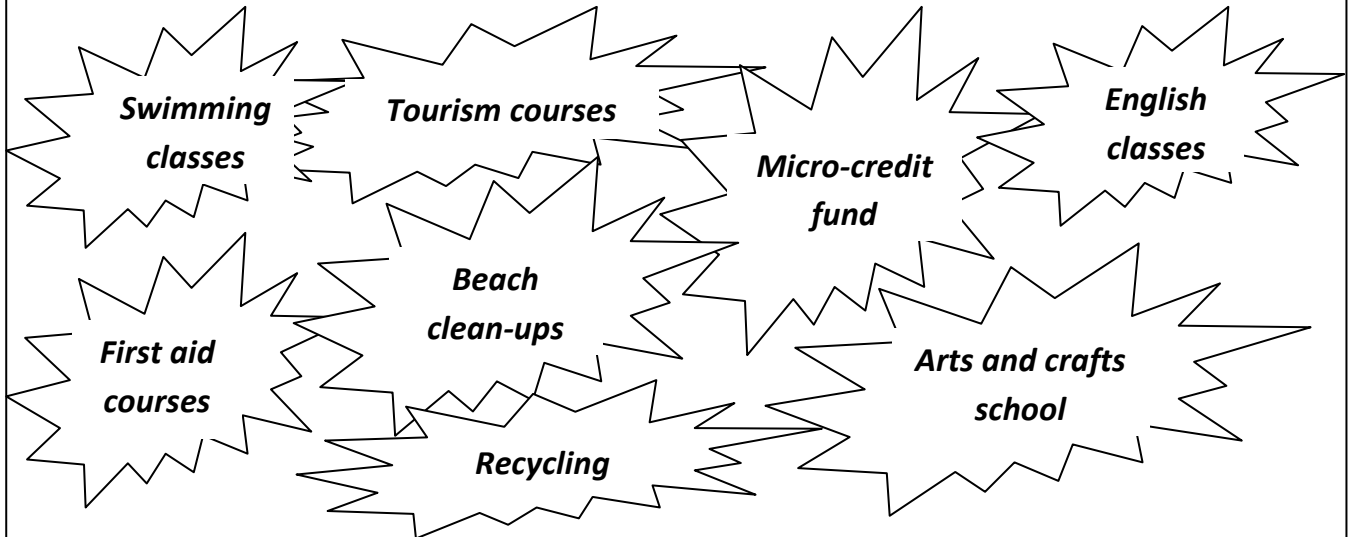 Swimming
classes
Tourism courses
Micro-credit
fund
English
classes
First aid
courses
Beach
clean-ups
Recycling
Arts and crafts
school